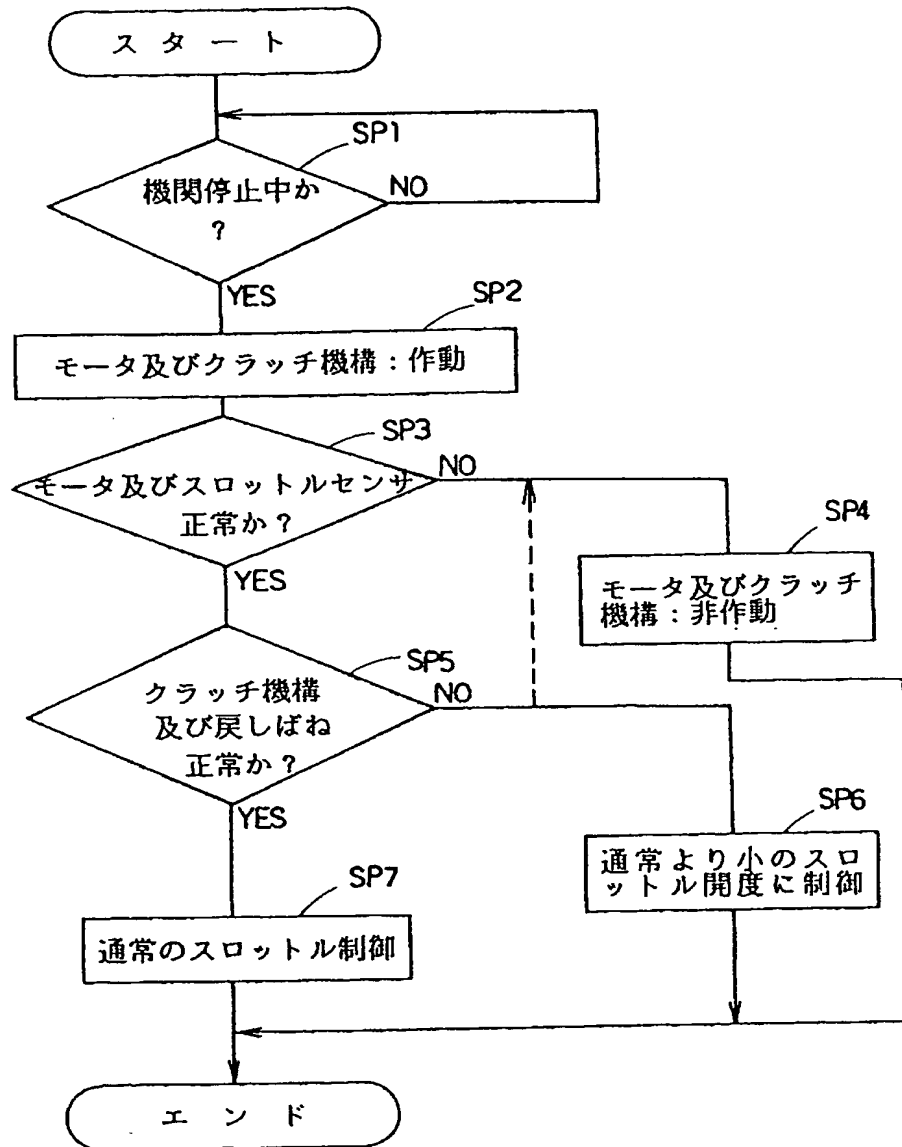 スタート
SP1
機関停止中か
?
NO
YES
SP2
モータ及びクラッチ機構:作動
SP3
モータ及びスロットルセンサ
正常か?
NO
YES
SP4
モータ及びクラッチ
機構:非作動
SP5
クラッチ機構
及び戻しばね
正常か?
NO
YES
SP6
通常より小のスロ
ットル開度に制御
SP7
通常のスロットル制御
エンド